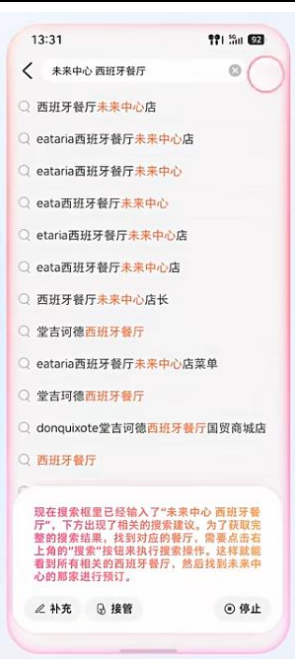 13:31
5G
92
未来中心 西班牙餐厅
西班牙餐厅未来中心店
eataria西班牙餐厅未来中心店
eataria西班牙餐厅未来中心
eata西班牙餐厅未来中心
etaria西班牙餐厅未来中心店
eata西班牙餐厅未来中心店
西班牙餐厅未来中心店长
堂吉诃德西班牙餐厅
eataria西班牙餐厅未来中心店菜单
堂吉珂德西班牙餐厅
donquixote堂吉诃德西班牙餐厅国贸商城店
西班牙餐厅
现在搜索框里已经输入了“未来中心 西班牙餐
厅”，下方出现了相关的搜索建议。为了获取完
整的搜索结果，找到对应的餐厅，需要点击右
上角的“搜索”按钮来执行搜索操作。这样就能
看到所有相关的西班牙餐厅，然后找到未来中
心的那家进行预订。
补充
接管
停止